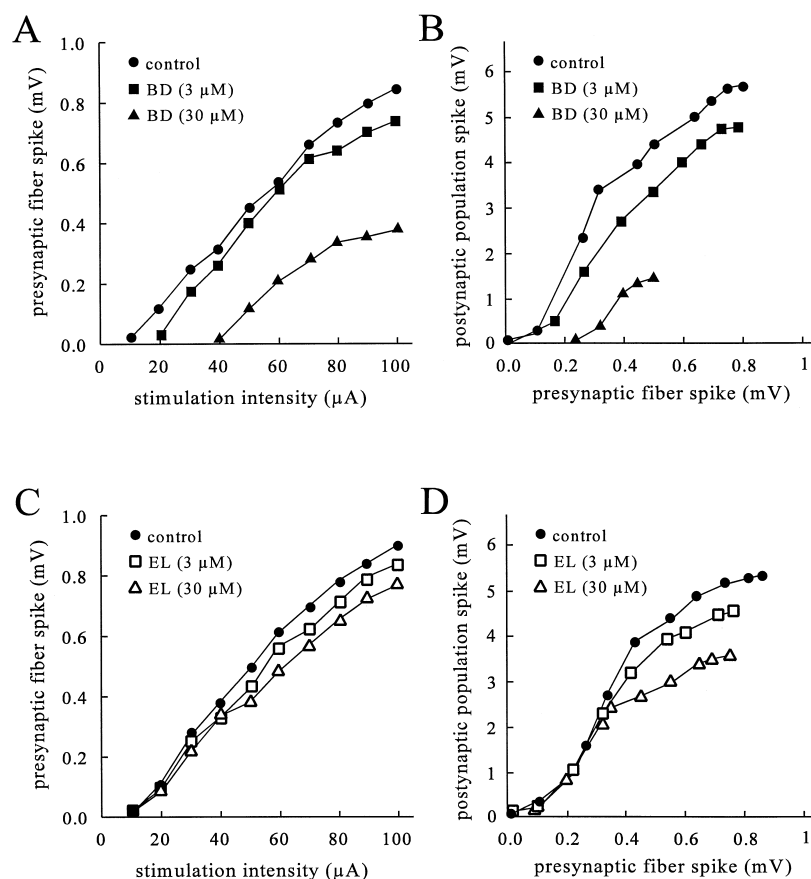 A
presynaptic fiber spike (mV)
1.0
0.8
0.6
0.4
0.2
0.0
control
BD (3 µM)
BD (30 µM)
0
20
40
60
80
100
stimulation intensity (µA)
B
postynaptic population spike (mV)
6
5
4
3
2
1
0
control
BD (3 µM)
BD (30 µM)
0.0
0.2
0.4
0.6
0.8
1
presynaptic fiber spike (mV)
C
presynaptic fiber spike (mV)
1.0
0.8
0.6
0.4
0.2
0.0
control
EL (3 µM)
EL (30 µM)
0
20
40
60
80
100
stimulation intensity (µA)
D
postynaptic population spike (mV)
6
5
4
3
2
1
0
control
EL (3 µM)
EL (30 µM)
0.0
0.2
0.4
0.6
0.8
1
presynaptic fiber spike (mV)